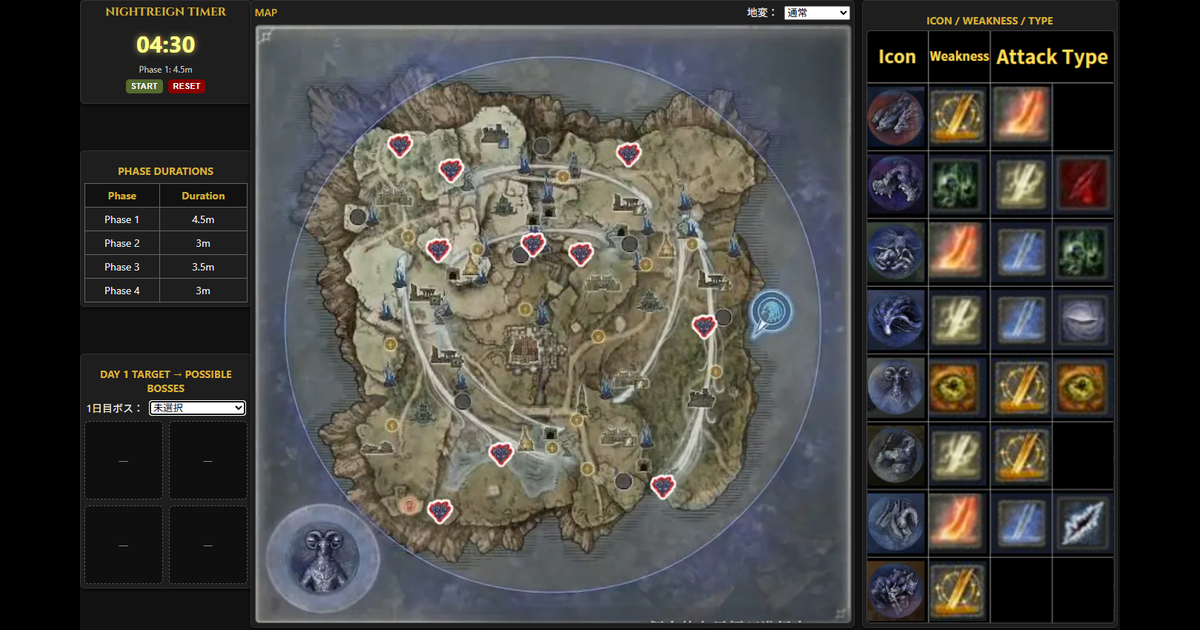 NIGHTREIGN TIMER
04:30
Phase 1: 4.5m
START RESET
PHASE DURATIONS
Phase Duration
Phase 1 4.5m
Phase 2 3m
Phase 3 3.5m
Phase 4 3m
DAY 1 TARGET → POSSIBLE
BOSSES
1日目ボス： 未選択
— —
— —
MAP
地変： 通常
ICON / WEAKNESS / TYPE
Icon Weakness Attack Type